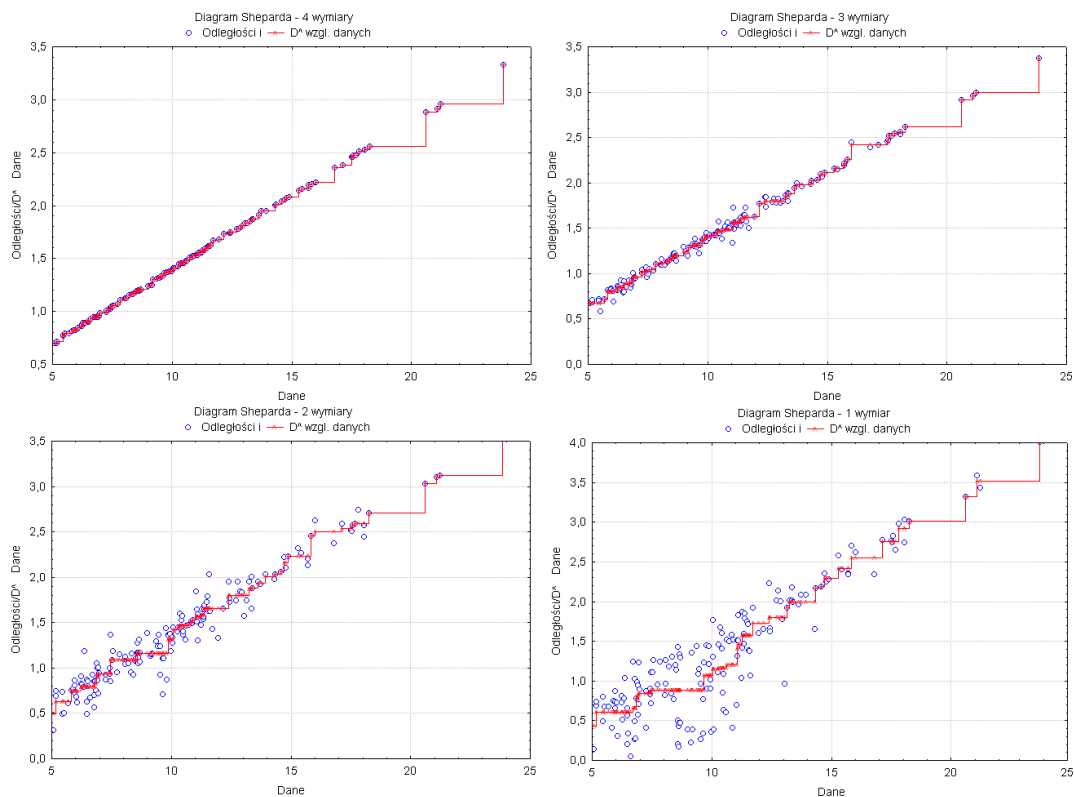 Diagram Sheparda - 4 wymiary
Odległości i D^ wzgl. danych
3,5
3,0
2,5
2,0
1,5
1,0
0,5
Odległości/D^ Dane
5 10 15 20 25
Dane
Diagram Sheparda - 3 wymiary
Odległości i D^ wzgl. danych
3,5
3,0
2,5
2,0
1,5
1,0
0,5
0,0
Odległości/D^ Dane
5 10 15 20 25
Dane
Diagram Sheparda - 2 wymiary
Odległości i D^ wzgl. danych
3,5
3,0
2,5
2,0
1,5
1,0
0,5
0,0
Odległości/D^ Dane
5 10 15 20 25
Dane
Diagram Sheparda - 1 wymiar
Odległości i D^ wzgl. danych
4,0
3,5
3,0
2,5
2,0
1,5
1,0
0,5
0,0
Odległości/D^ Dane
5 10 15 20 25
Dane